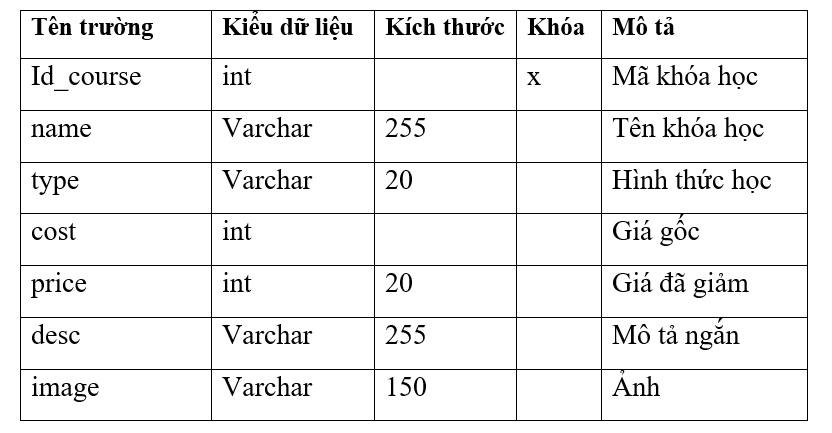 Tên trường Kiểu dữ liệu Kích thước Khóa Mô tả
Id_course int x Mã khóa học
name Varchar 255 Tên khóa học
type Varchar 20 Hình thức học
cost int Giá gốc
price int 20 Giá đã giảm
desc Varchar 255 Mô tả ngắn
image Varchar 150 Ảnh